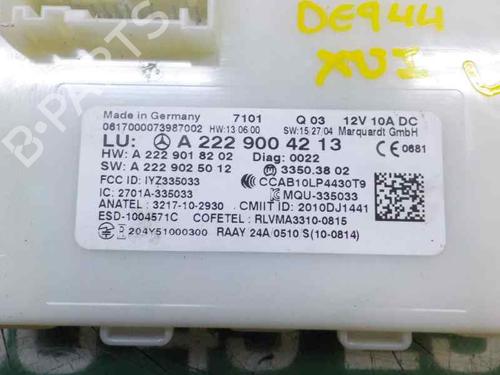 DE944
XUI
B-PARTS
Made in Germany 7101 Q 03 12V 10A DC
0617000073987002 HW:13 06 00 SW:15:27 04 Marquardt GmbH
LU: A 222 900 42 13
CE 0681
HW: A 222 901 82 02 Diag: 0022
SW: A 222 902 50 12 3350.38 02
FCC ID: IYZ335033 CCAB10LP4430T9
IC: 2701A-335033 MQU-335033
ANATEL : 3217-10-2930 CMIIT ID: 2010DJ1441
ESD-1004571C COFETEL: RLVMA3310-0815
R 204Y51000300 RAAY 24A/0510 S(10-0814)